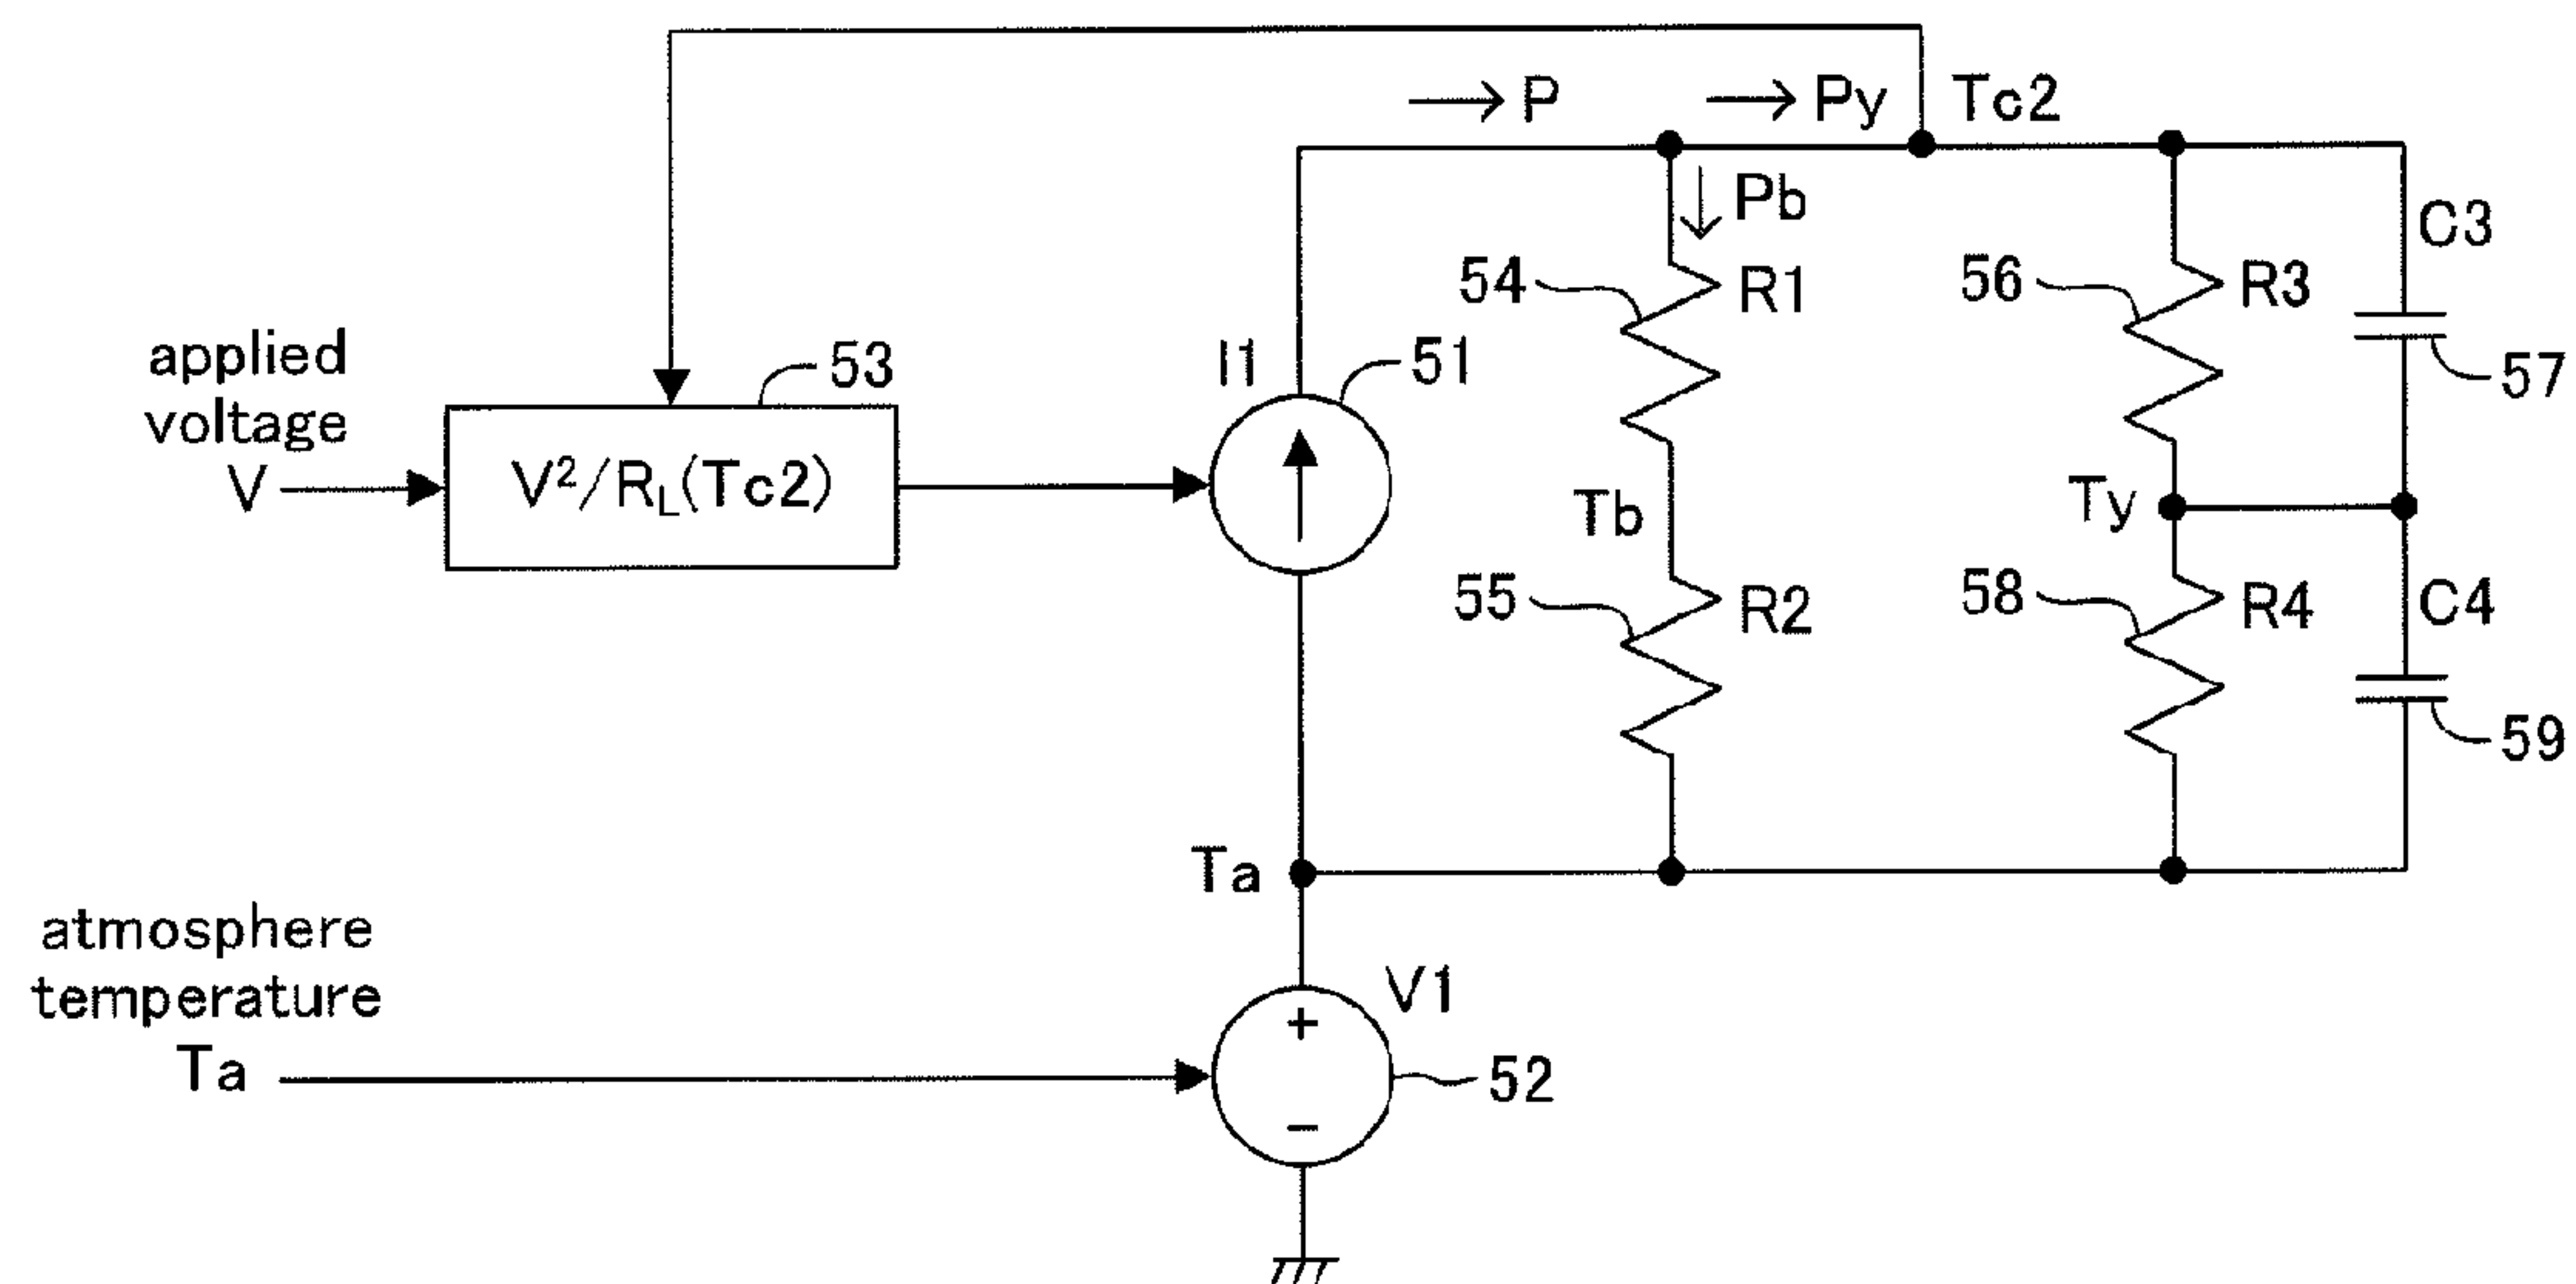 → P
→ Py
Tc2
↓ Pb
C3
54
R1
56
R3
applied
voltage
V
53
I1
51
57
V²/R_L(Tc2)
Tb
Ty
55
R2
58
R4
C4
59
Ta
atmosphere
temperature
Ta
V1
+
−
52